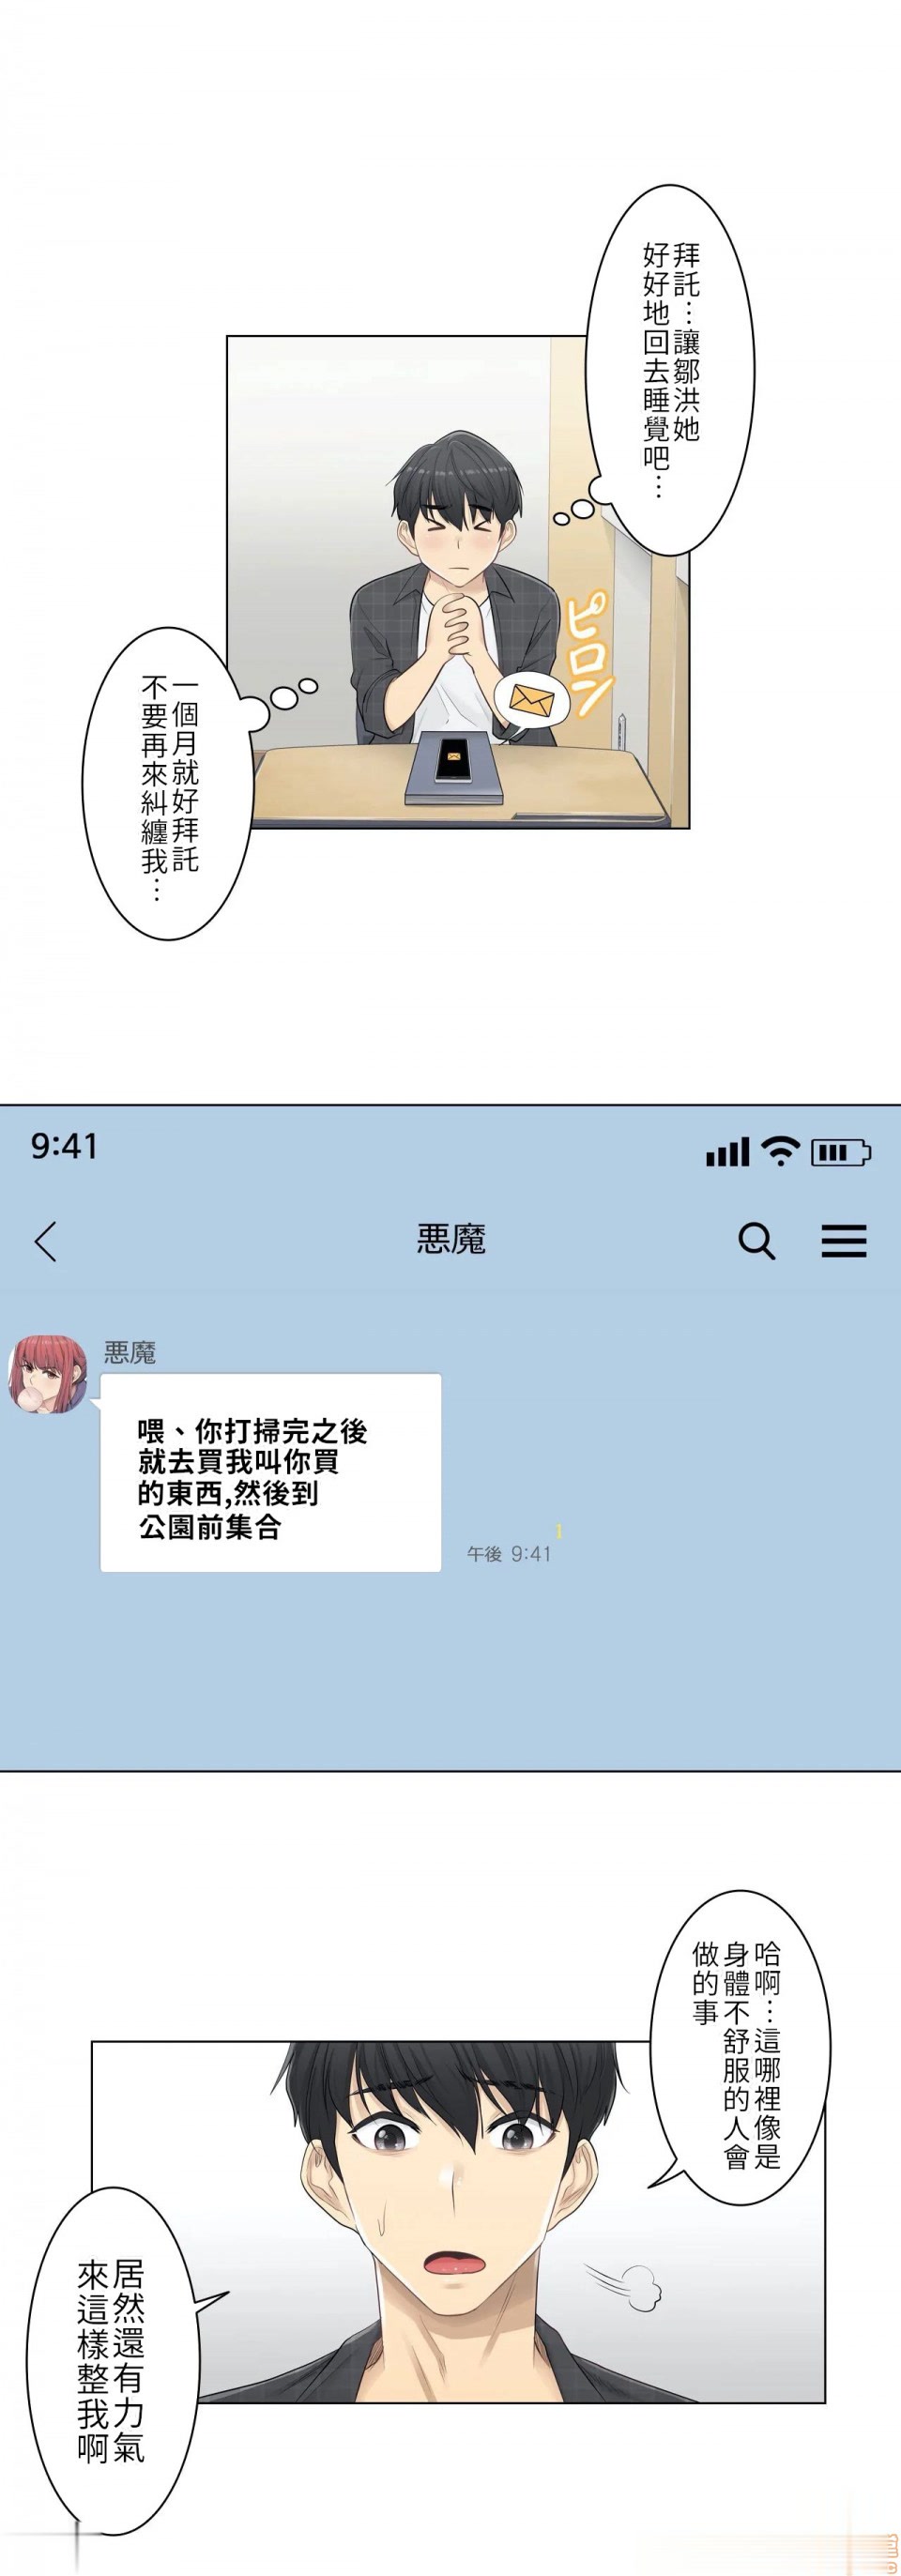 拜託…讓鄒洪她
好好地回去睡覺吧…
ピロン
一個月就好拜託
不要再來糾纏我…
9:41
悪魔
悪魔
喂、你打掃完之後
就去買我叫你買
的東西,然後到
公園前集合
1
午後 9:41
哈啊…這哪裡像是
身體不舒服的人會
做的事
居然還有力氣
來這樣整我啊